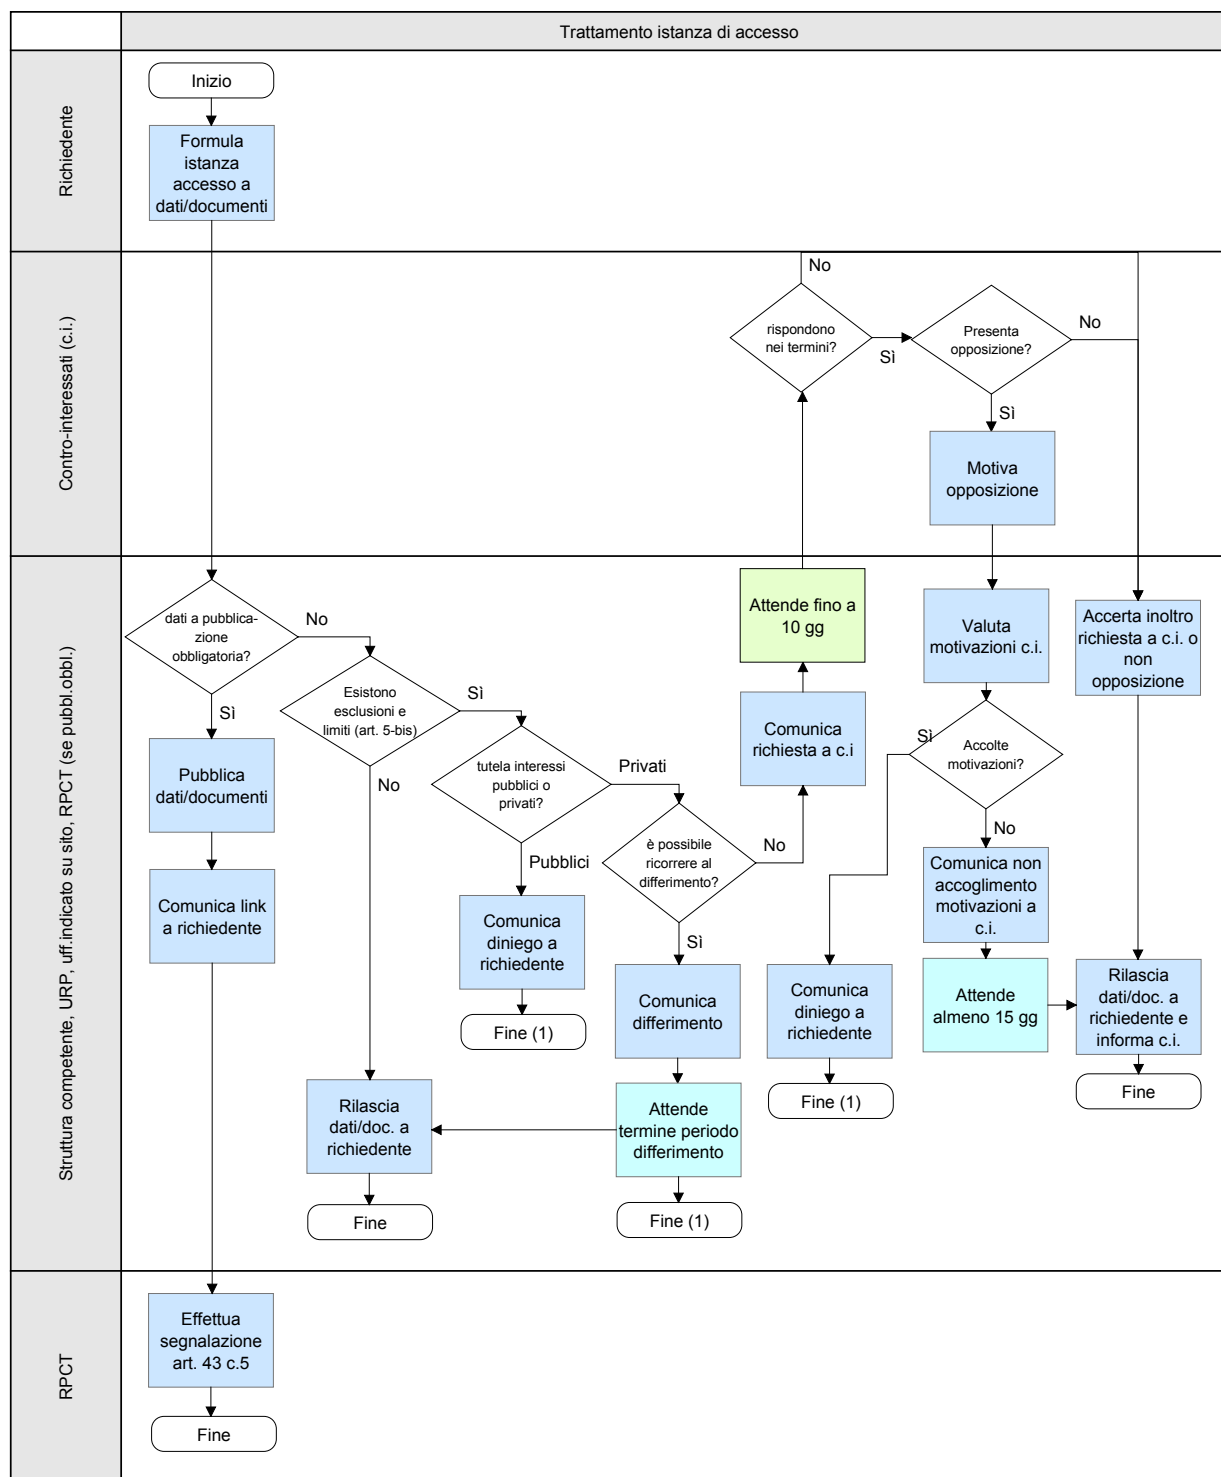 Trattamento istanza di accesso
Richiedente
Inizio
Formula
istanza
accesso a
dati/documenti
Contro-interessati (c.i.)
No
rispondono
nei termini?
Sì
Presenta
opposizione?
No
Sì
Motiva
opposizione
Struttura competente, URP, uff.indicato su sito, RPCT (se pubbl.obbl.)
dati a pubblica-
zione
obbligatoria?
No
Sì
Pubblica
dati/documenti
Comunica link
a richiedente
Esistono
esclusioni e
limiti (art. 5-bis)
Sì
No
tutela interessi
pubblici o
privati?
Privati
Pubblici
Comunica
diniego a
richiedente
Fine (1)
è possibile
ricorrere al
differimento?
No
Sì
Comunica
differimento
Attende
termine periodo
differimento
Fine (1)
Rilascia
dati/doc. a
richiedente
Fine
Attende fino a
10 gg
Comunica
richiesta a c.i
Valuta
motivazioni c.i.
Sì
Accolte
motivazioni?
No
Comunica
diniego a
richiedente
Fine (1)
Comunica non
accoglimento
motivazioni a
c.i.
Attende
almeno 15 gg
Accerta inoltro
richiesta a c.i. o
non
opposizione
Rilascia
dati/doc. a
richiedente e
informa c.i.
Fine
RPCT
Effettua
segnalazione
art. 43 c.5
Fine